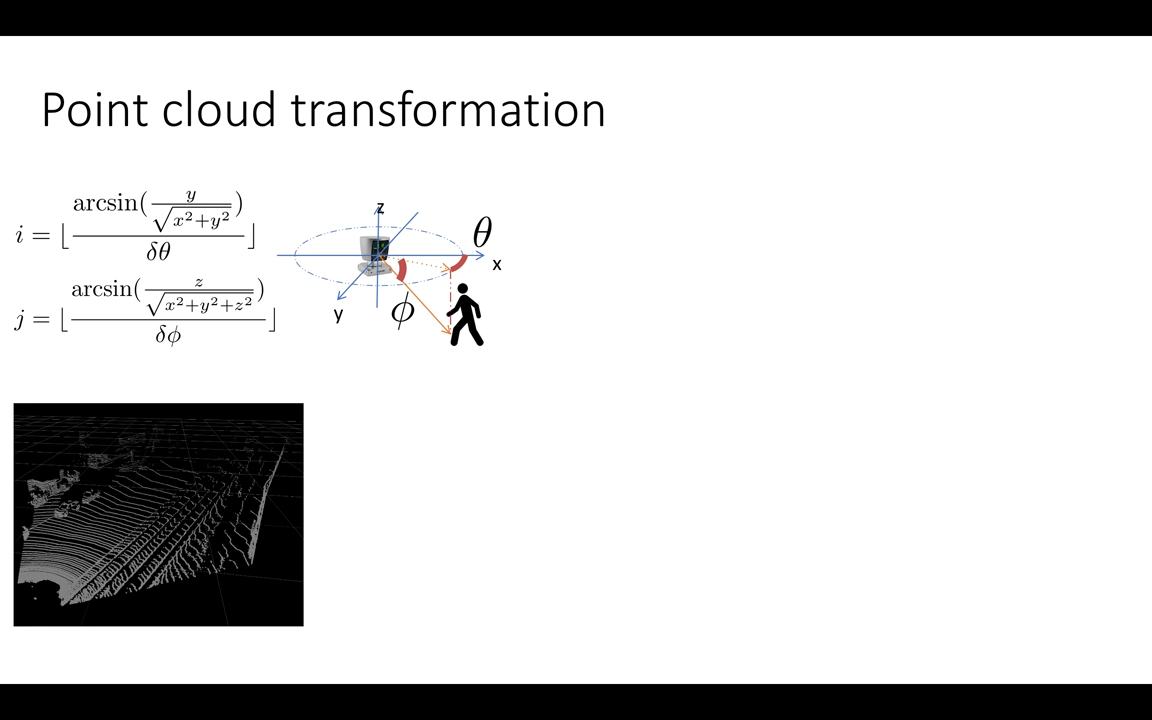 Point cloud transformation
i = ⌊ arcsin( y / √(x²+y²) ) / δθ ⌋
j = ⌊ arcsin( z / √(x²+y²+z²) ) / δϕ ⌋
z
θ
x
y
ϕ